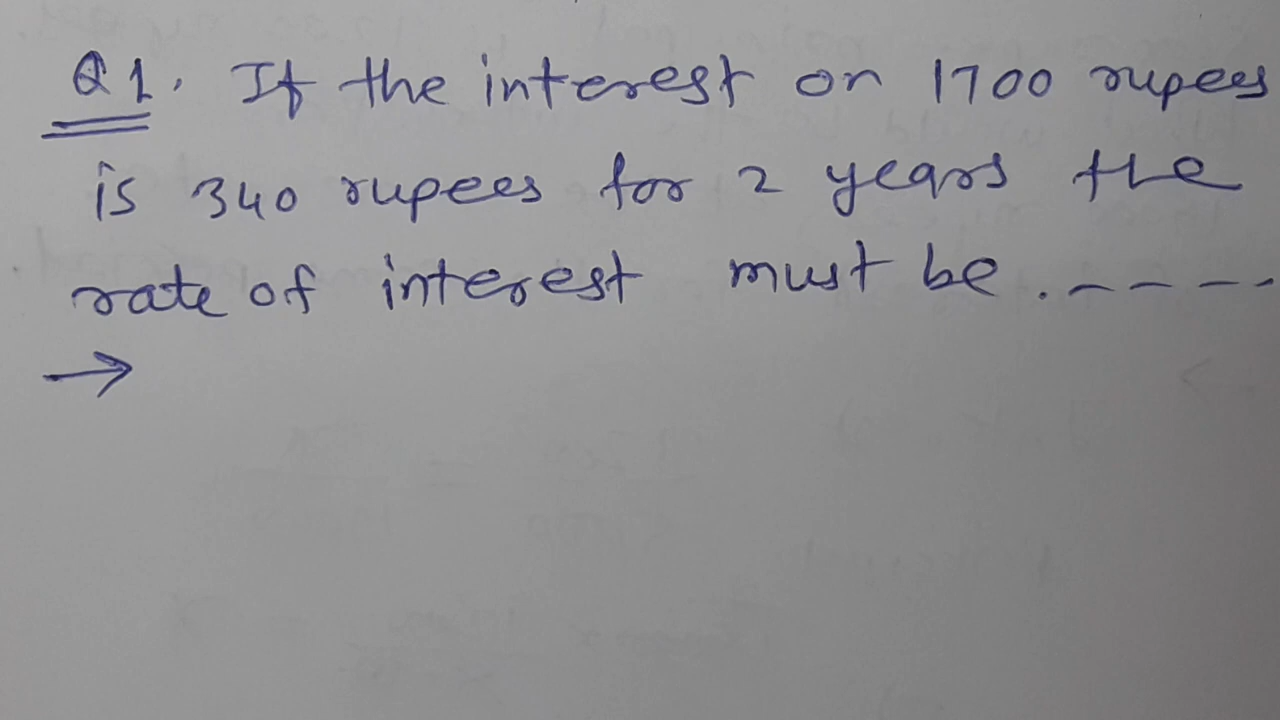 Q1. If the interest on 1700 rupees
is 340 rupees for 2 years the
rate of interest must be . ----
→